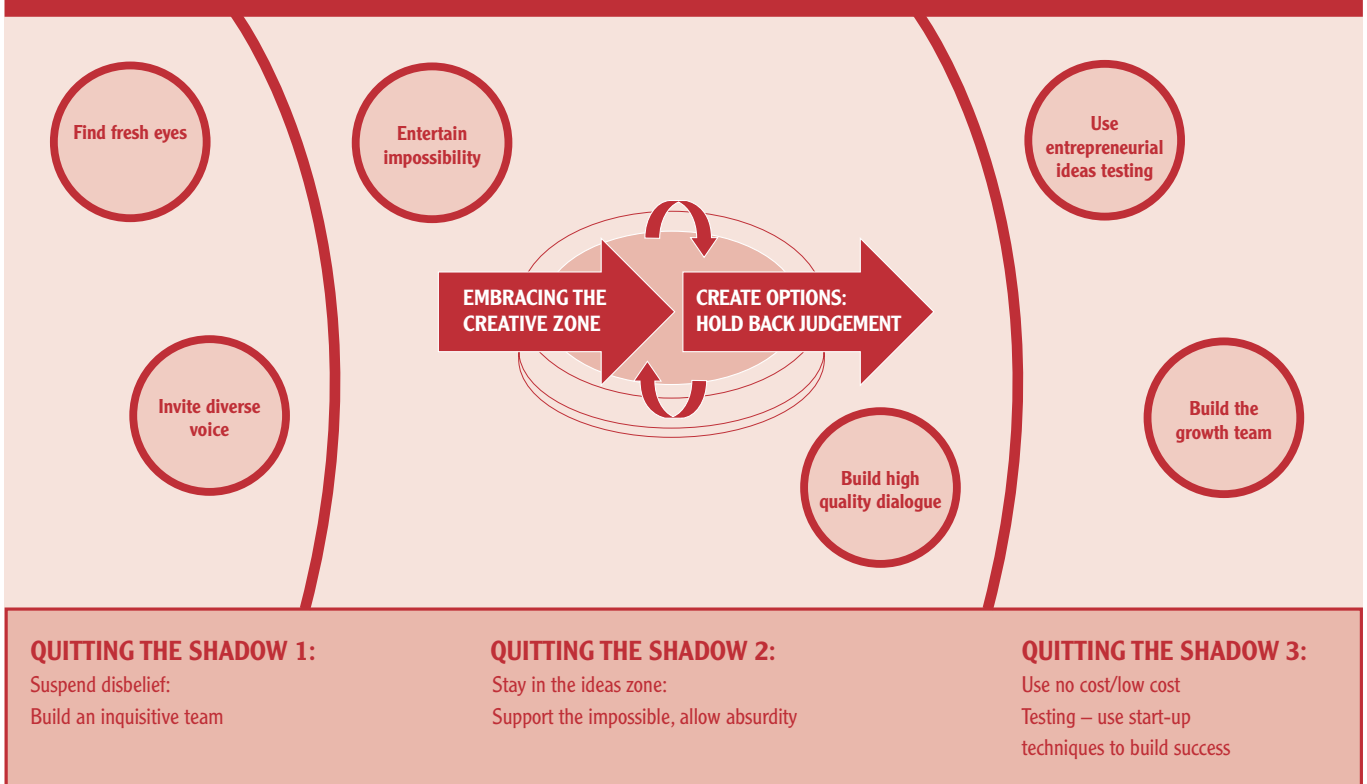 Find fresh eyes
Entertain
impossibility
Use
entrepreneurial
ideas testing
EMBRACING THE
CREATIVE ZONE
CREATE OPTIONS:
HOLD BACK JUDGEMENT
Invite diverse
voice
Build high
quality dialogue
Build the
growth team
QUITTING THE SHADOW 1:
Suspend disbelief:
Build an inquisitive team
QUITTING THE SHADOW 2:
Stay in the ideas zone:
Support the impossible, allow absurdity
QUITTING THE SHADOW 3:
Use no cost/low cost
Testing – use start-up
techniques to build success